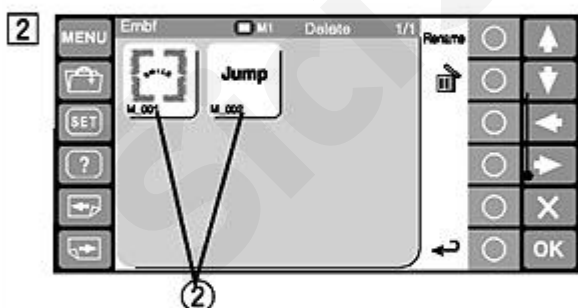 2
MENU
Embf M1 Delete 1/1
Rename
SET
?
M_001
Jump
M_002
X
OK
②